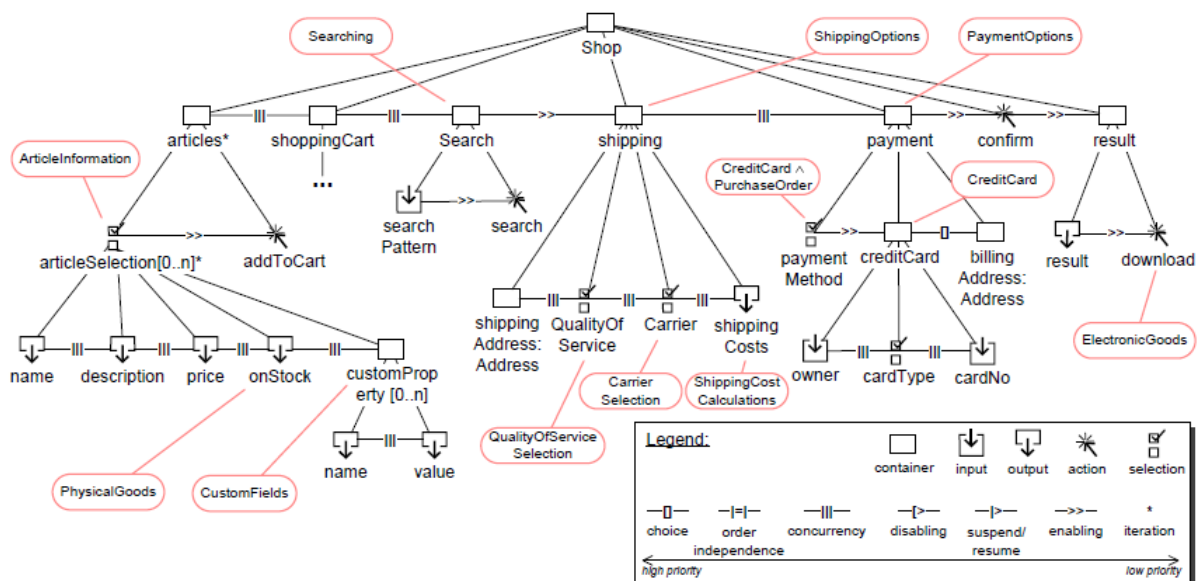 Shop
Searching
ShippingOptions
PaymentOptions
articles*
|||
shoppingCart
|||
Search
>>
shipping
|||
payment
>>
confirm
>>
result
...
ArticleInformation
CreditCard ∧
PurchaseOrder
CreditCard
articleSelection[0..n]*
>>
addToCart
search
Pattern
>>
search
payment
Method
>>
creditCard
[]
billing
Address:
Address
result
>>
download
shipping
Address:
Address
|||
QualityOf
Service
|||
Carrier
|||
shipping
Costs
ElectronicGoods
name
|||
description
|||
price
|||
onStock
|||
customProp
erty [0..n]
owner
|||
cardType
|||
cardNo
Carrier
Selection
ShippingCost
Calculations
QualityOfService
Selection
name
|||
value
PhysicalGoods
CustomFields
Legend:
container
input
output
action
selection
[]
|=|
|||
[>
|>
>>
*
choice
order
independence
concurrency
disabling
suspend/
resume
enabling
iteration
high priority
low priority